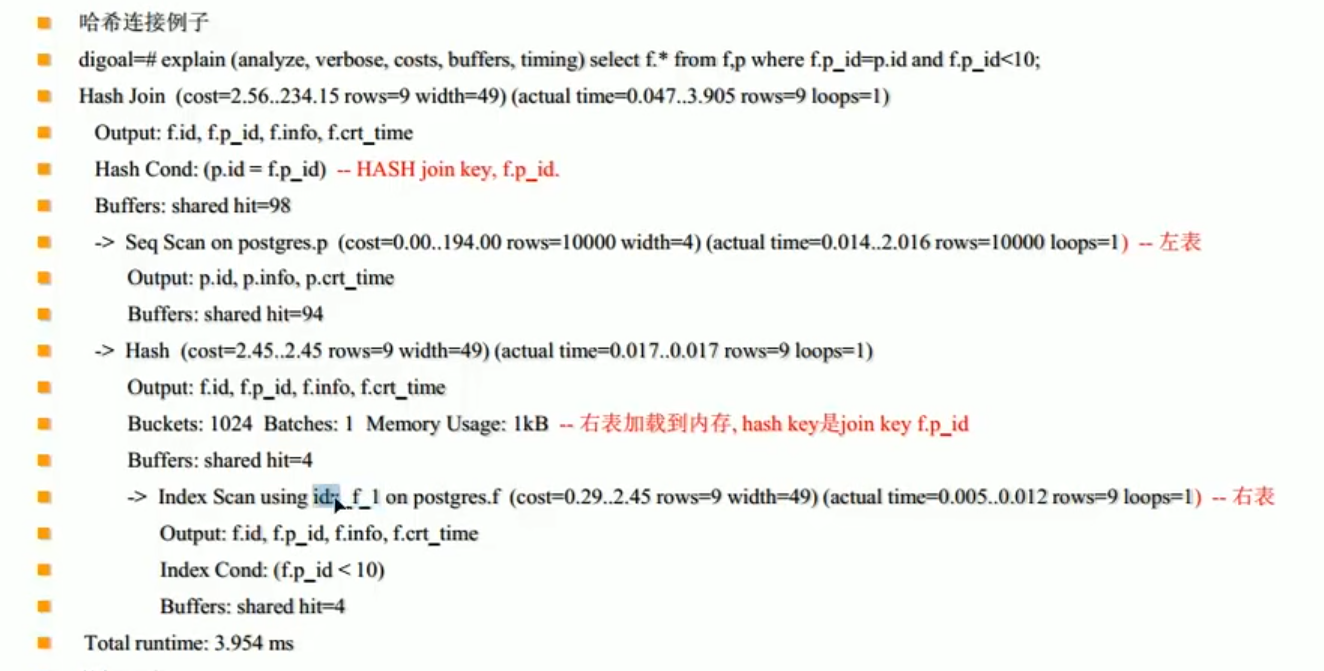 哈希连接例子
digoal=# explain (analyze, verbose, costs, buffers, timing) select f.* from f,p where f.p_id=p.id and f.p_id<10;
Hash Join (cost=2.56..234.15 rows=9 width=49) (actual time=0.047..3.905 rows=9 loops=1)
Output: f.id, f.p_id, f.info, f.crt_time
Hash Cond: (p.id = f.p_id) -- HASH join key, f.p_id.
Buffers: shared hit=98
-> Seq Scan on postgres.p (cost=0.00..194.00 rows=10000 width=4) (actual time=0.014..2.016 rows=10000 loops=1) -- 左表
Output: p.id, p.info, p.crt_time
Buffers: shared hit=94
-> Hash (cost=2.45..2.45 rows=9 width=49) (actual time=0.017..0.017 rows=9 loops=1)
Output: f.id, f.p_id, f.info, f.crt_time
Buckets: 1024 Batches: 1 Memory Usage: 1kB -- 右表加载到内存, hash key是join key f.p_id
Buffers: shared hit=4
-> Index Scan using on postgres.f (cost=0.29..2.45 rows=9 width=49) (actual time=0.005..0.012 rows=9 loops=1) -- 右表
Output: f.id, f.p_id, f.info, f.crt_time
Index Cond: (f.p_id < 10)
Buffers: shared hit=4
Total runtime: 3.954 ms